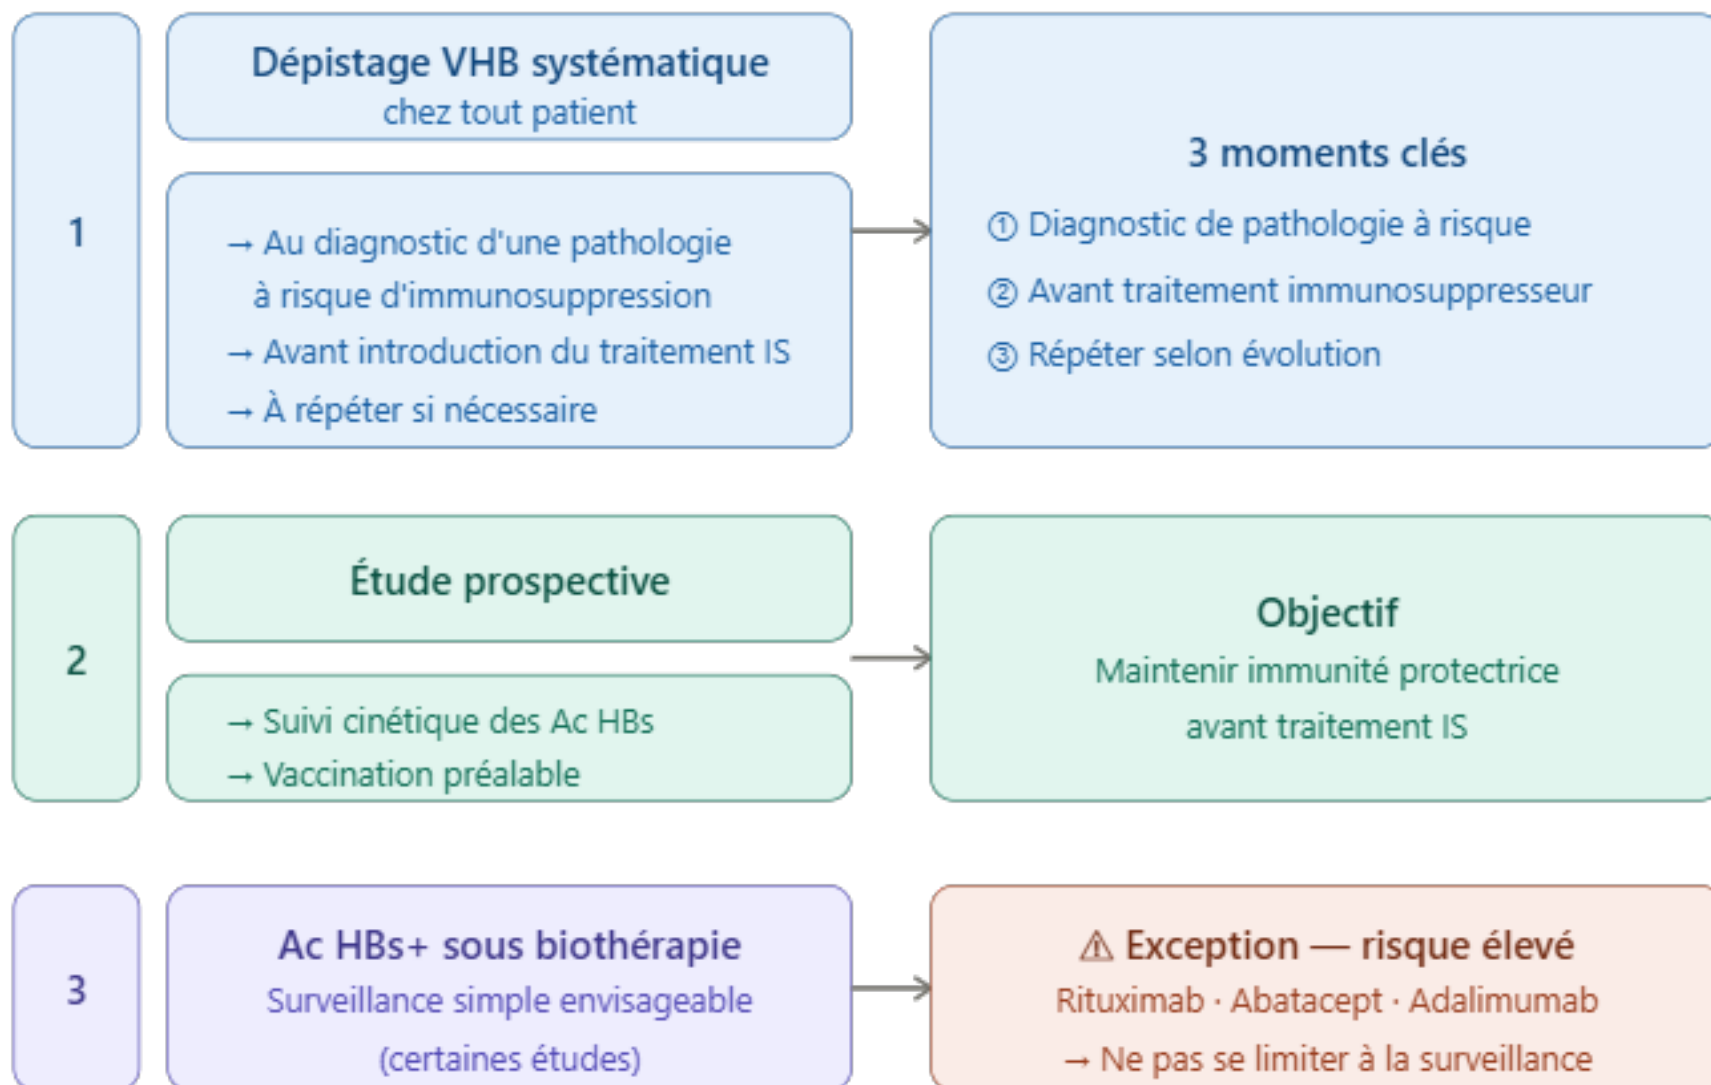 1
Dépistage VHB systématique
chez tout patient
→ Au diagnostic d'une pathologie
à risque d'immunosuppression
→ Avant introduction du traitement IS
→ À répéter si nécessaire
3 moments clés
① Diagnostic de pathologie à risque
② Avant traitement immunosuppresseur
③ Répéter selon évolution
2
Étude prospective
→ Suivi cinétique des Ac HBs
→ Vaccination préalable
Objectif
Maintenir immunité protectrice
avant traitement IS
3
Ac HBs+ sous biothérapie
Surveillance simple envisageable
(certaines études)
⚠ Exception — risque élevé
Rituximab · Abatacept · Adalimumab
→ Ne pas se limiter à la surveillance